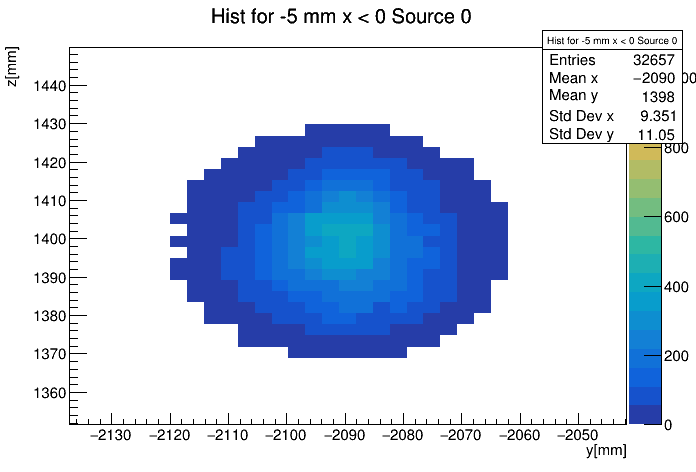 Hist for -5 mm x < 0 Source 0
Hist for -5 mm x < 0 Source 0
Entries 32657
Mean x −2090
Mean y 1398
Std Dev x 9.351
Std Dev y 11.05
z[mm]
1440
1430
1420
1410
1400
1390
1380
1370
1360
−2130 −2120 −2110 −2100 −2090 −2080 −2070 −2060 −2050
y[mm]
800
600
400
200
0